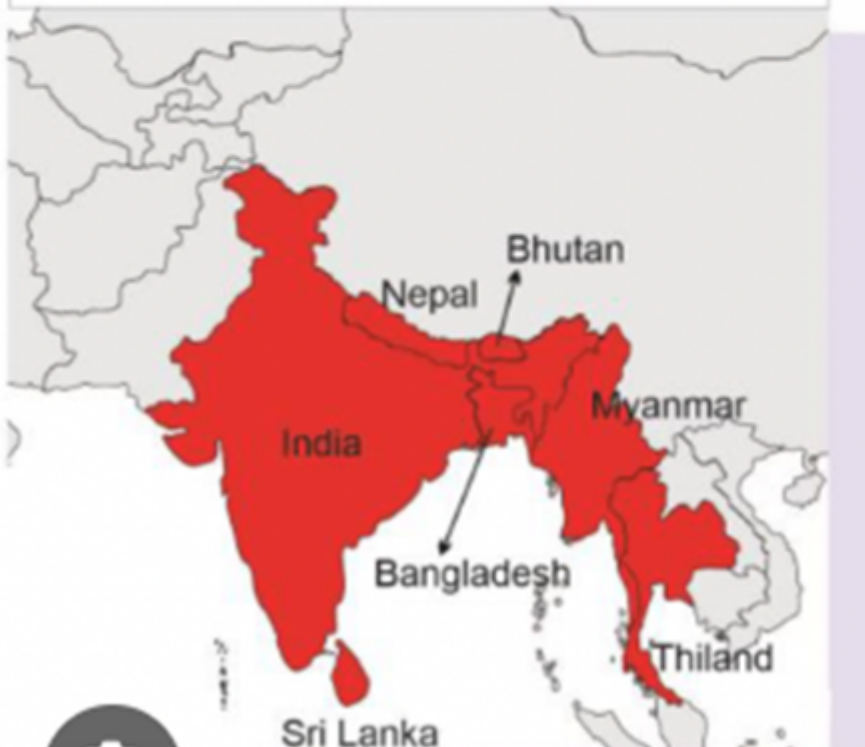 Bhutan
Nepal
Myanmar
India
Bangladesh
Thiland
Sri Lanka